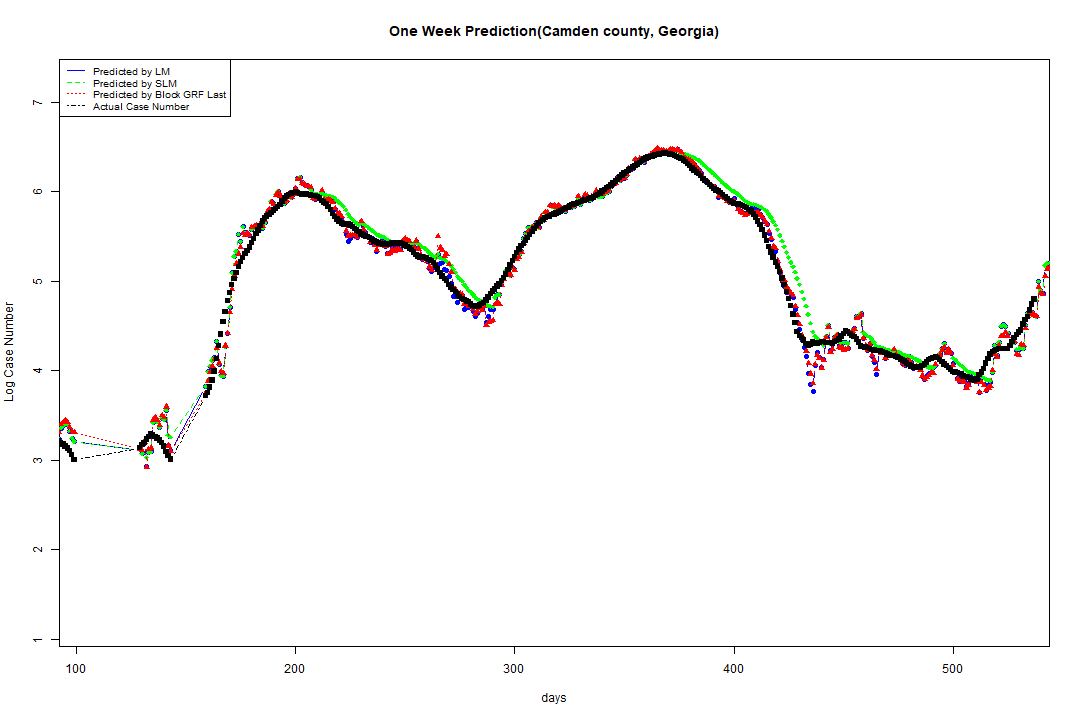 One Week Prediction(Camden county, Georgia)
Predicted by LM
Predicted by SLM
Predicted by Block GRF Last
Actual Case Number
7
6
5
4
3
2
1
Log Case Number
100 200 300 400 500
days